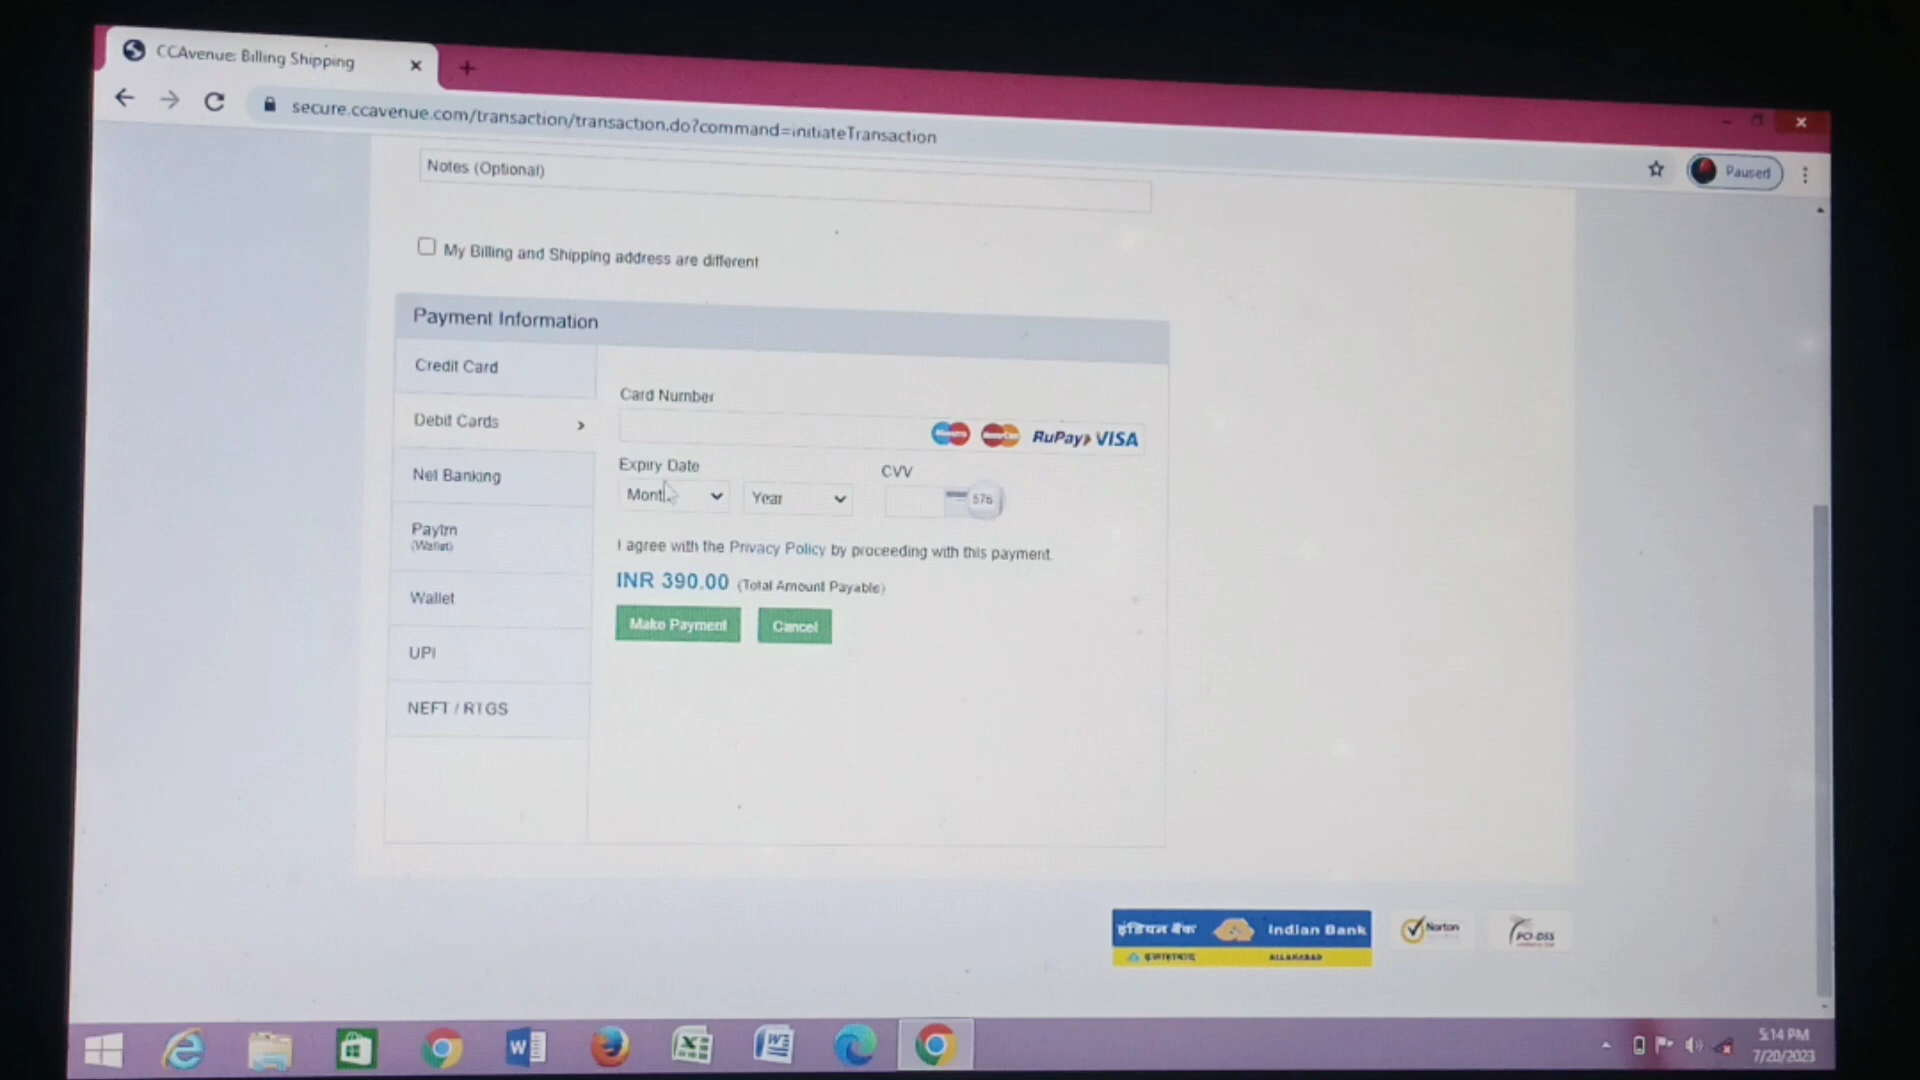 CCAvenue: Billing Shipping
secure.ccavenue.com/transaction/transaction.do?command=initiateTransaction
Paused
Notes (Optional)
My Billing and Shipping address are different
Payment Information
Credit Card
Debit Cards
Net Banking
Paytm
(Wallet)
Wallet
UPI
NEFT / RTGS
Card Number
RuPay VISA
Expiry Date
CVV
Month
Year
576
I agree with the Privacy Policy by proceeding with this payment.
INR 390.00 (Total Amount Payable)
Make Payment
Cancel
इंडियन बैंक Indian Bank
इलाहाबाद ALLAHABAD
Norton
PCI-DSS
5:14 PM
7/20/2023